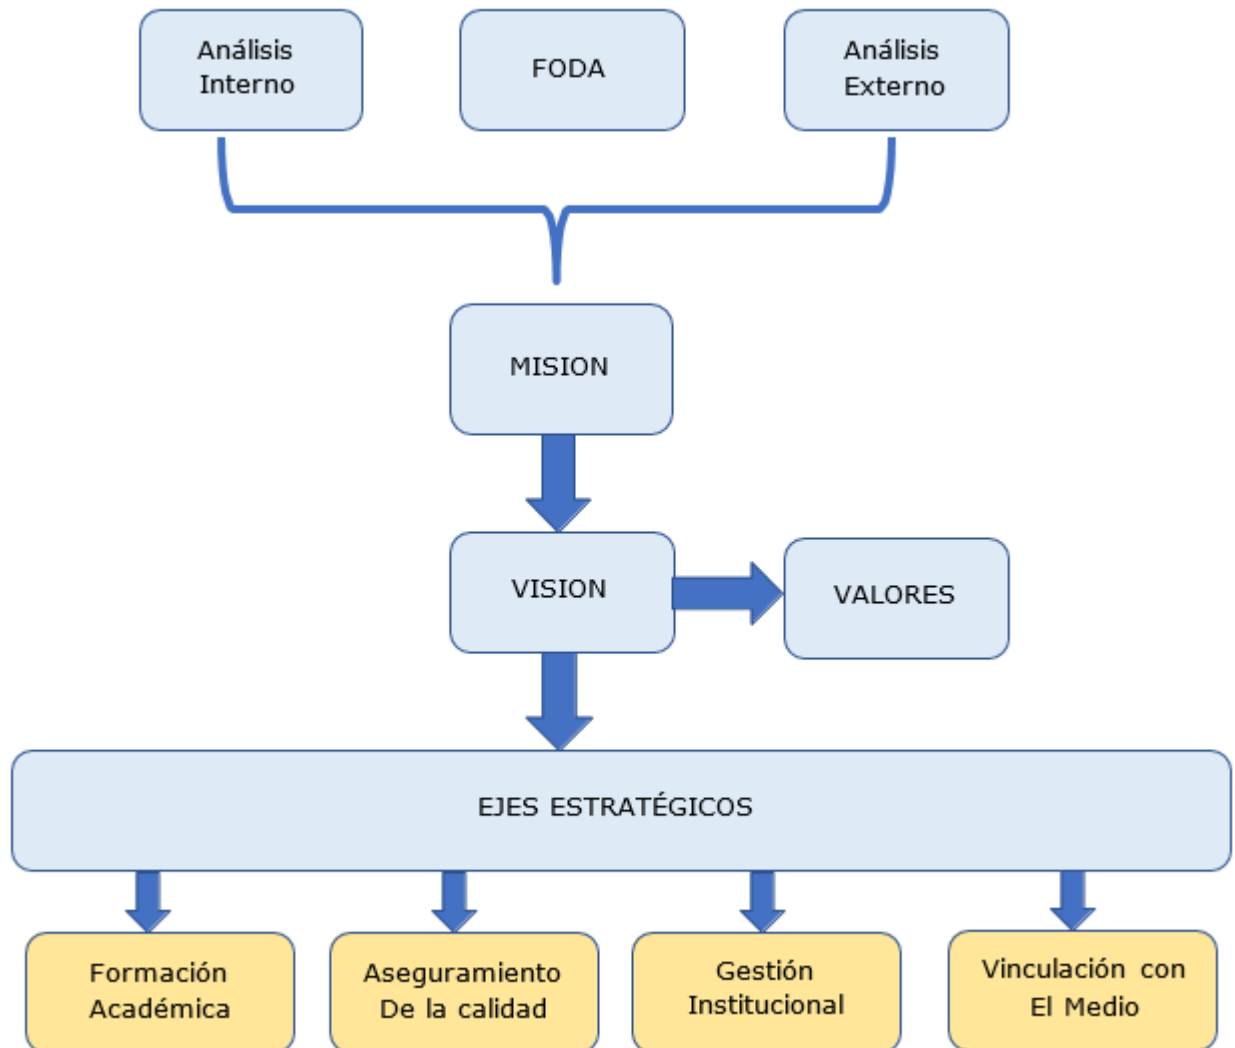 Análisis
Interno
FODA
Análisis
Externo
MISION
VISION
VALORES
EJES ESTRATÉGICOS
Formación
Académica
Aseguramiento
De la calidad
Gestión
Institucional
Vinculación con
El Medio